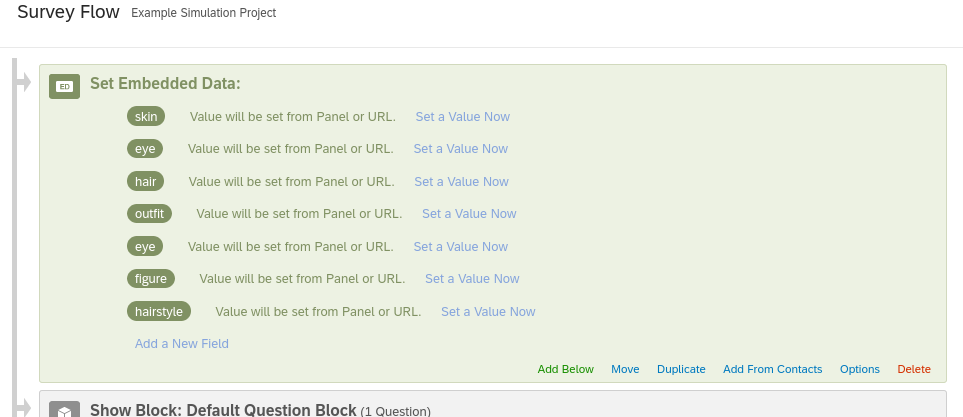 Survey Flow Example Simulation Project
ED Set Embedded Data:
skin Value will be set from Panel or URL. Set a Value Now
eye Value will be set from Panel or URL. Set a Value Now
hair Value will be set from Panel or URL. Set a Value Now
outfit Value will be set from Panel or URL. Set a Value Now
eye Value will be set from Panel or URL. Set a Value Now
figure Value will be set from Panel or URL. Set a Value Now
hairstyle Value will be set from Panel or URL. Set a Value Now
Add a New Field
Add Below Move Duplicate Add From Contacts Options Delete
Show Block: Default Question Block (1 Question)